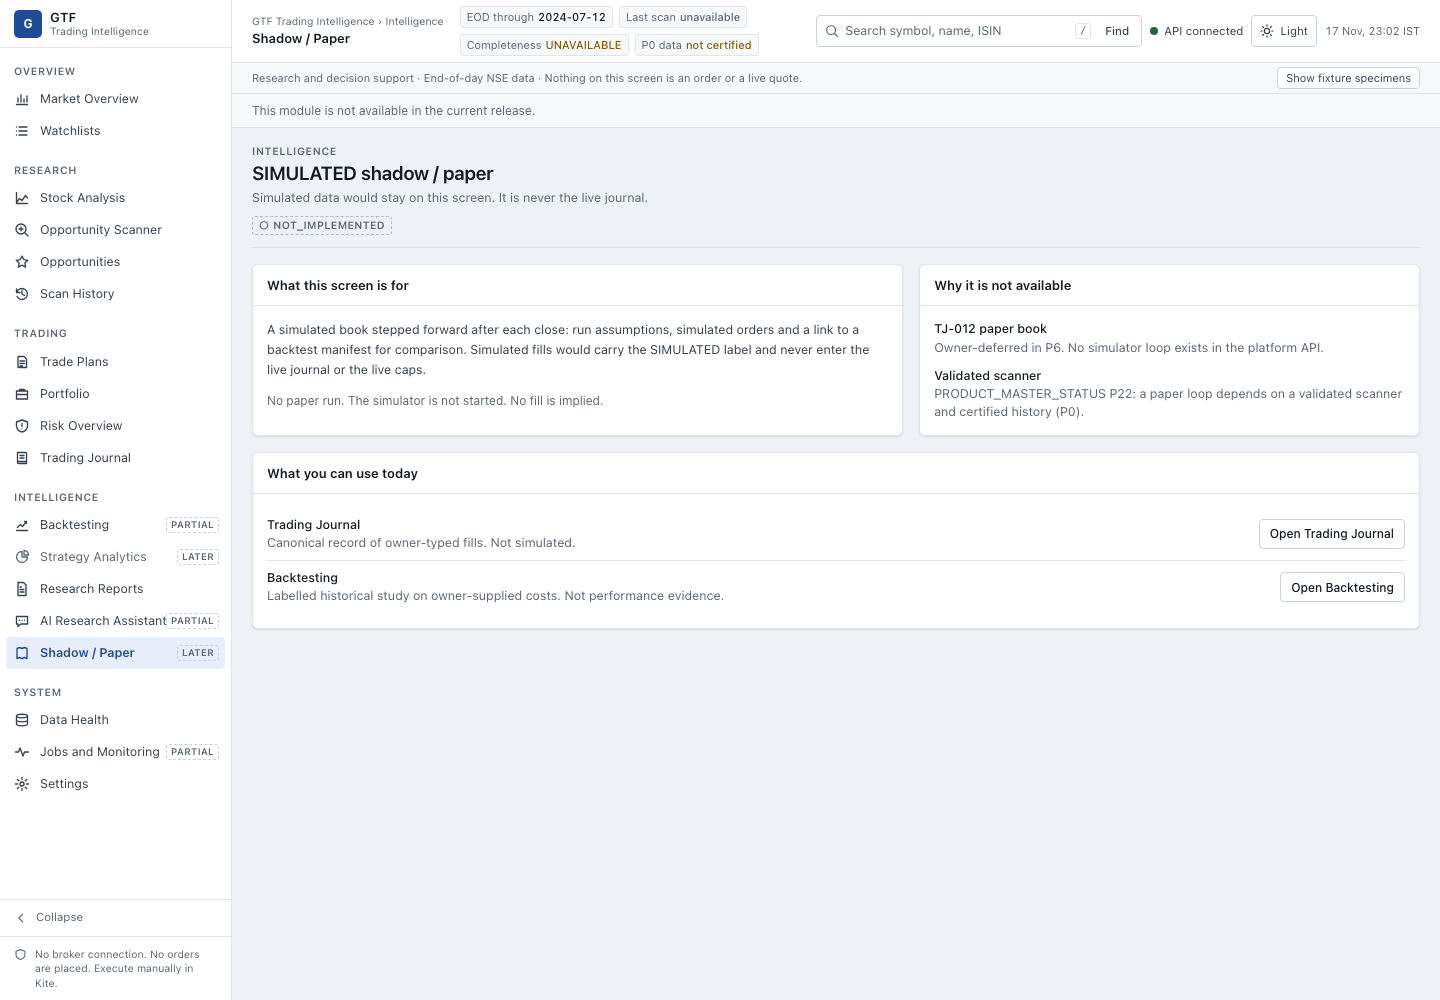 G
GTF
Trading Intelligence
OVERVIEW
Market Overview
Watchlists
RESEARCH
Stock Analysis
Opportunity Scanner
Opportunities
Scan History
TRADING
Trade Plans
Portfolio
Risk Overview
Trading Journal
INTELLIGENCE
Backtesting PARTIAL
Strategy Analytics LATER
Research Reports
AI Research Assistant PARTIAL
Shadow / Paper LATER
SYSTEM
Data Health
Jobs and Monitoring PARTIAL
Settings
Collapse
No broker connection. No orders
are placed. Execute manually in
Kite.
GTF Trading Intelligence › Intelligence
Shadow / Paper
EOD through 2024-07-12
Last scan unavailable
Completeness UNAVAILABLE
P0 data not certified
Search symbol, name, ISIN / Find
API connected
Light
17 Nov, 23:02 IST
Research and decision support · End-of-day NSE data · Nothing on this screen is an order or a live quote.
Show fixture specimens
This module is not available in the current release.
INTELLIGENCE
SIMULATED shadow / paper
Simulated data would stay on this screen. It is never the live journal.
NOT_IMPLEMENTED
What this screen is for
A simulated book stepped forward after each close: run assumptions, simulated orders and a link to a
backtest manifest for comparison. Simulated fills would carry the SIMULATED label and never enter the
live journal or the live caps.
No paper run. The simulator is not started. No fill is implied.
Why it is not available
TJ-012 paper book
Owner-deferred in P6. No simulator loop exists in the platform API.
Validated scanner
PRODUCT_MASTER_STATUS P22: a paper loop depends on a validated scanner
and certified history (P0).
What you can use today
Trading Journal
Canonical record of owner-typed fills. Not simulated.
Open Trading Journal
Backtesting
Labelled historical study on owner-supplied costs. Not performance evidence.
Open Backtesting